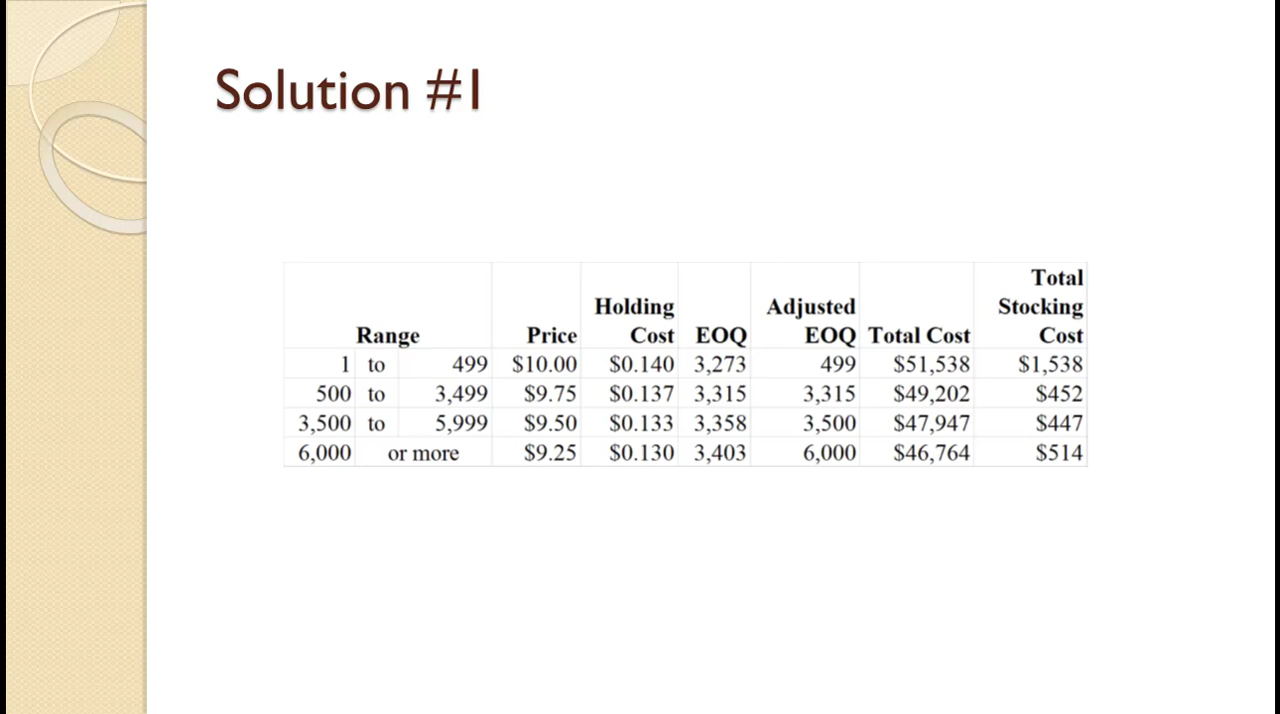 Solution #1
Total
Holding Adjusted Stocking
Range Price Cost EOQ EOQ Total Cost Cost
1 to 499 $10.00 $0.140 3,273 499 $51,538 $1,538
500 to 3,499 $9.75 $0.137 3,315 3,315 $49,202 $452
3,500 to 5,999 $9.50 $0.133 3,358 3,500 $47,947 $447
6,000 or more $9.25 $0.130 3,403 6,000 $46,764 $514